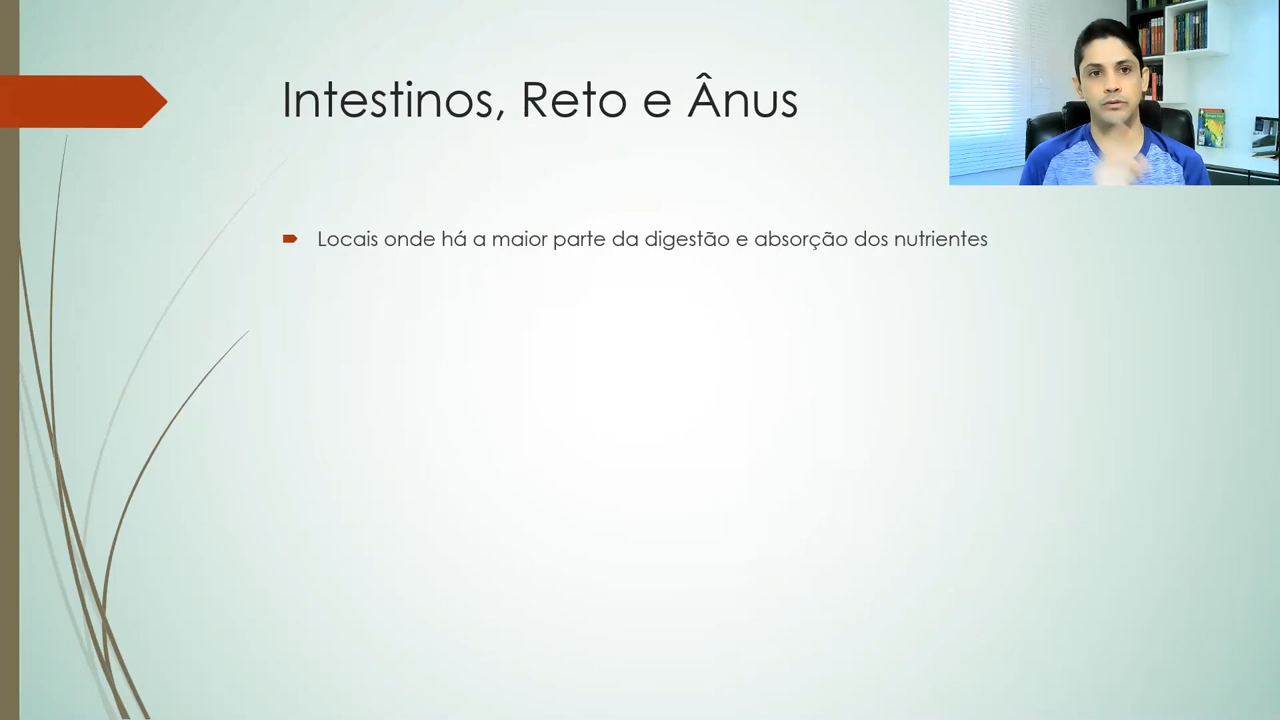 Intestinos, Reto e Ânus
Locais onde há a maior parte da digestão e absorção dos nutrientes